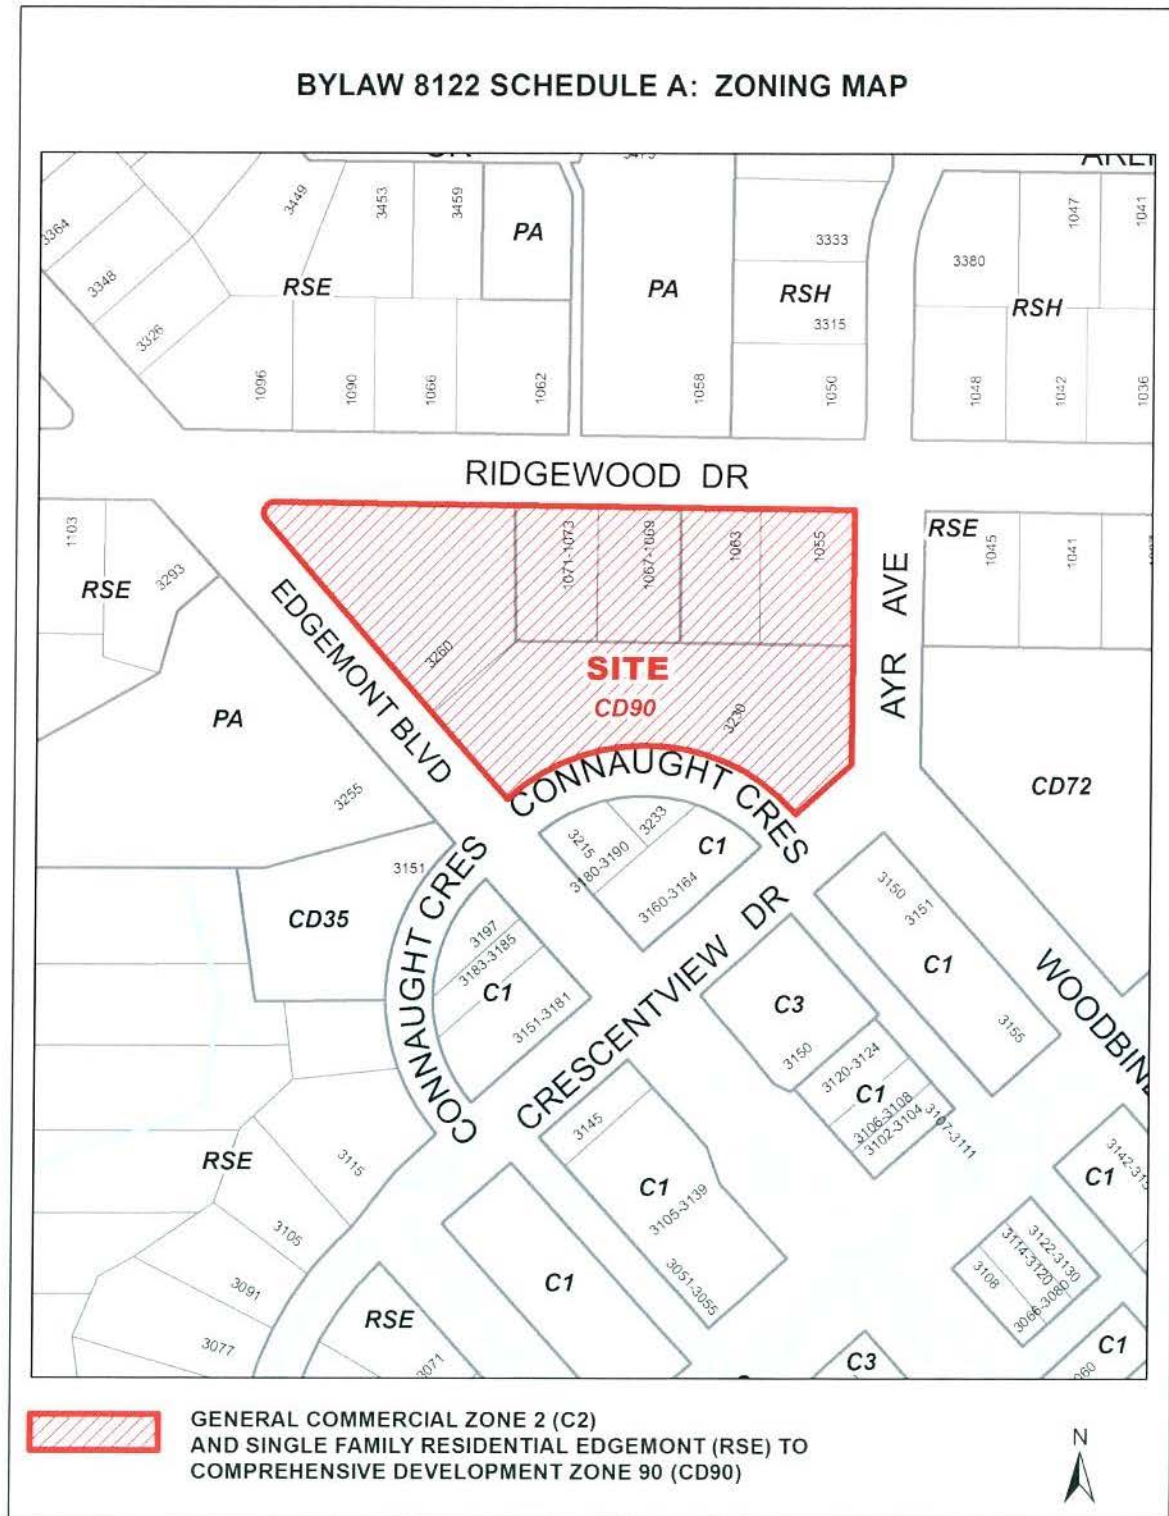 BYLAW 8122 SCHEDULE A: ZONING MAP
3364
3348
3326
3449
3453
3459
RSE
PA
PA
3333
RSH
3315
3380
1047
1041
RSH
1096
1090
1066
1062
1058
1050
1048
1042
1036
RIDGEWOOD DR
1103
3293
RSE
1071-1073
1067-1069
1063
1055
RSE
1045
1041
EDGEMONT BLVD
3260
SITE
CD90
3230
AYR AVE
PA
3255
CD72
CONNAUGHT CRES
3215
3233
3180-3190
C1
3160-3164
3151
CD35
CONNAUGHT CRES
3197
3183-3185
C1
3151-3181
CRESCENTVIEW DR
3150
3151
C1
3155
WOODBINE
C3
3150
3120-3124
C1
3106-3108
3102-3104
3107-3111
3145
C1
3105-3139
3051-3055
RSE
3115
3105
3091
3077
C1
RSE
3071
C1
3122-3130
3114-3120
3108
3066-3080
C3
C1
GENERAL COMMERCIAL ZONE 2 (C2)
AND SINGLE FAMILY RESIDENTIAL EDGEMONT (RSE) TO
COMPREHENSIVE DEVELOPMENT ZONE 90 (CD90)
N